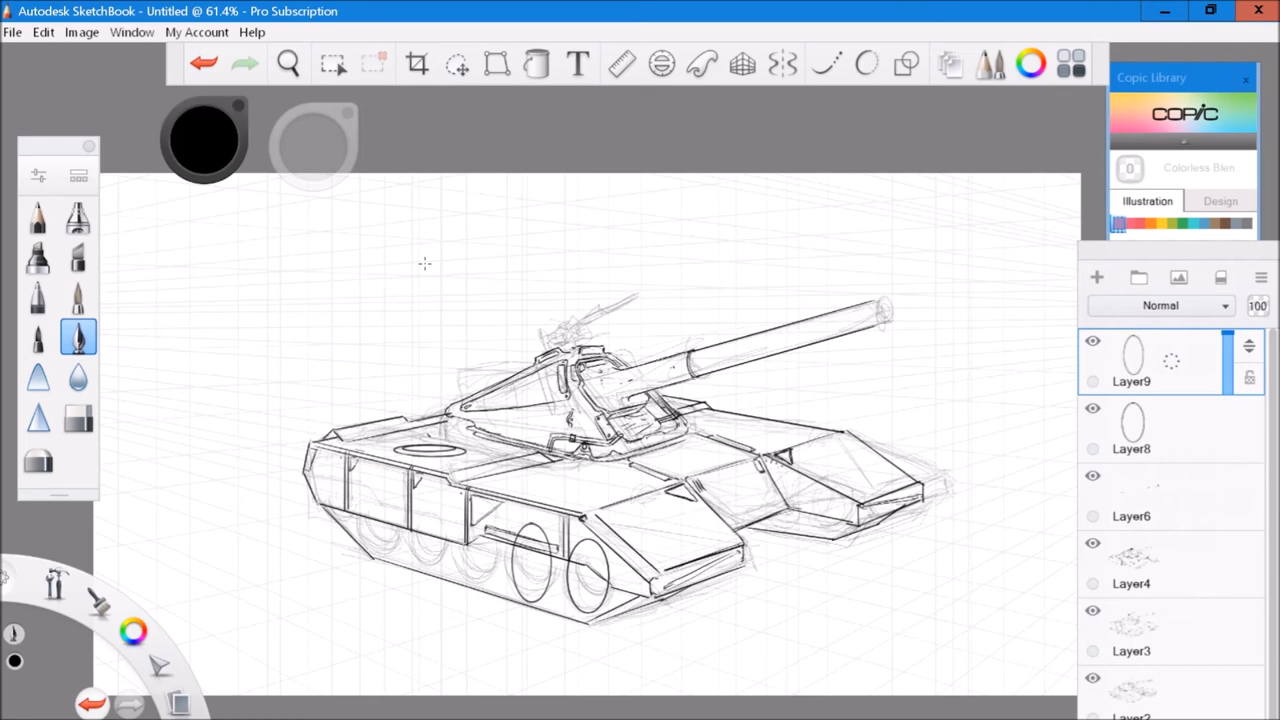 Autodesk SketchBook - Untitled @ 61.4% - Pro Subscription
File Edit Image Window My Account Help
T
Copic Library
COPIC
0 Colorless Blen
Illustration Design
Normal 100
Layer9
Layer8
Layer6
Layer4
Layer3